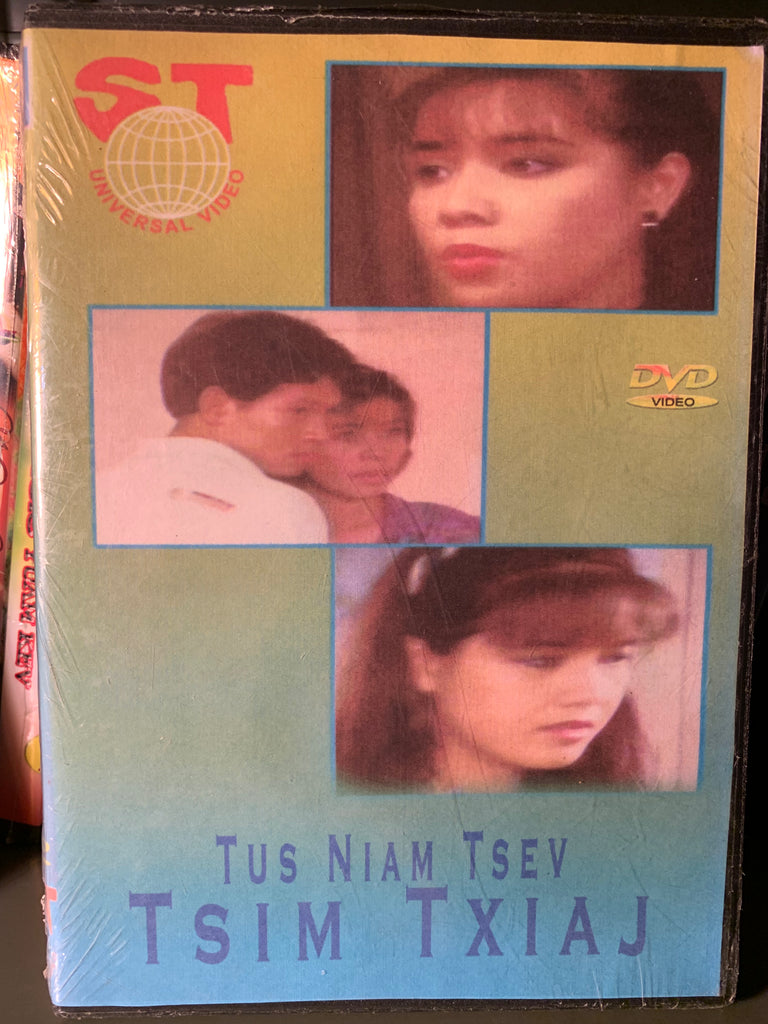 ST
UNIVERSAL VIDEO
DVD
VIDEO
TUS NIAM TSEV
TSIM TXIAJ